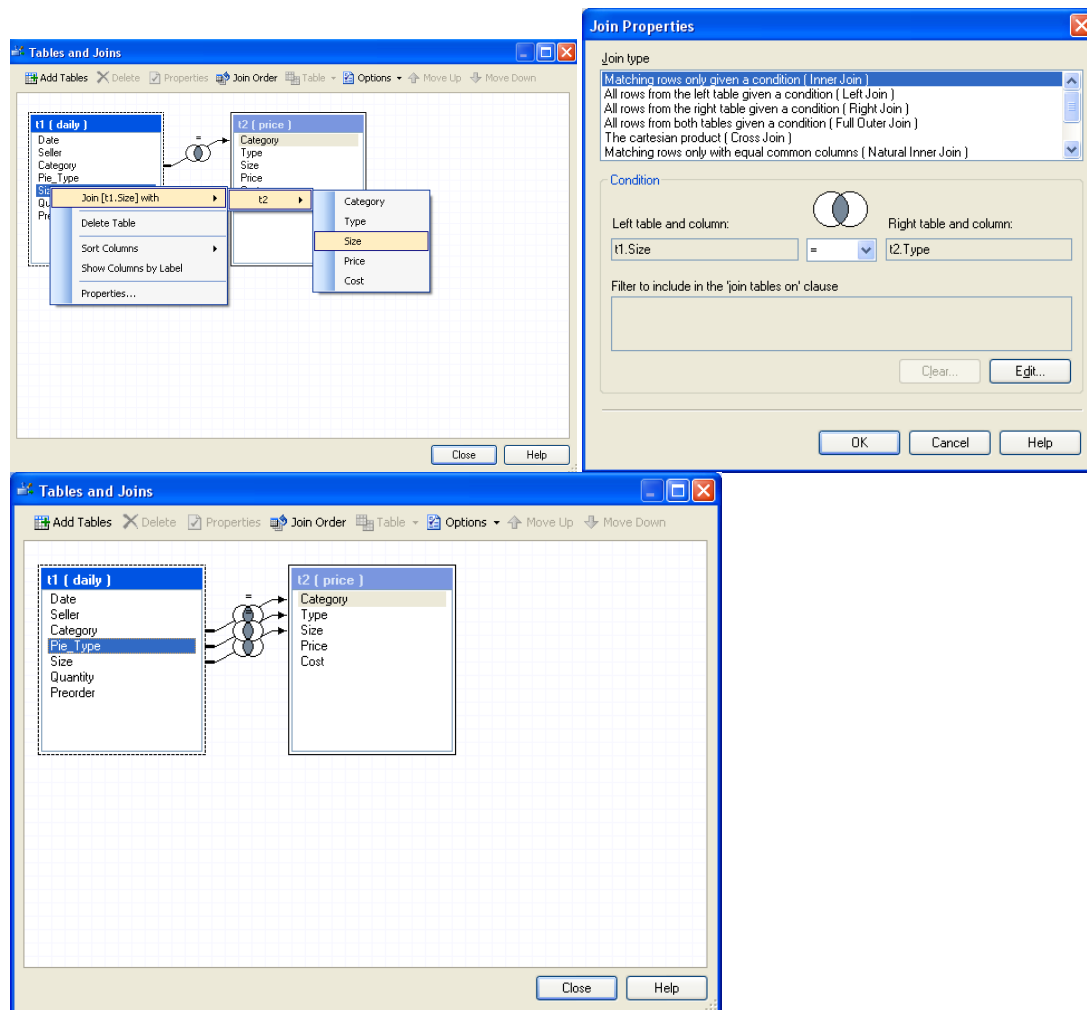 Tables and Joins
Add Tables Delete Properties Join Order Table Options Move Up Move Down
t1 ( daily )
Date
Seller
Category
Pie_Type
Join [t1.Size] with
Delete Table
Sort Columns
Show Columns by Label
Properties...
t2 ( price )
Category
Type
Size
Price
t2
Category
Type
Size
Price
Cost
=
Close Help
Join Properties
Join type
Matching rows only given a condition ( Inner Join )
All rows from the left table given a condition ( Left Join )
All rows from the right table given a condition ( Right Join )
All rows from both tables given a condition ( Full Outer Join )
The cartesian product ( Cross Join )
Matching rows only with equal common columns ( Natural Inner Join )
Condition
Left table and column: Right table and column:
t1.Size = t2.Type
Filter to include in the 'join tables on' clause
Clear... Edit...
OK Cancel Help
Tables and Joins
Add Tables Delete Properties Join Order Table Options Move Up Move Down
t1 ( daily )
Date
Seller
Category
Pie_Type
Size
Quantity
Preorder
=
t2 ( price )
Category
Type
Size
Price
Cost
Close Help